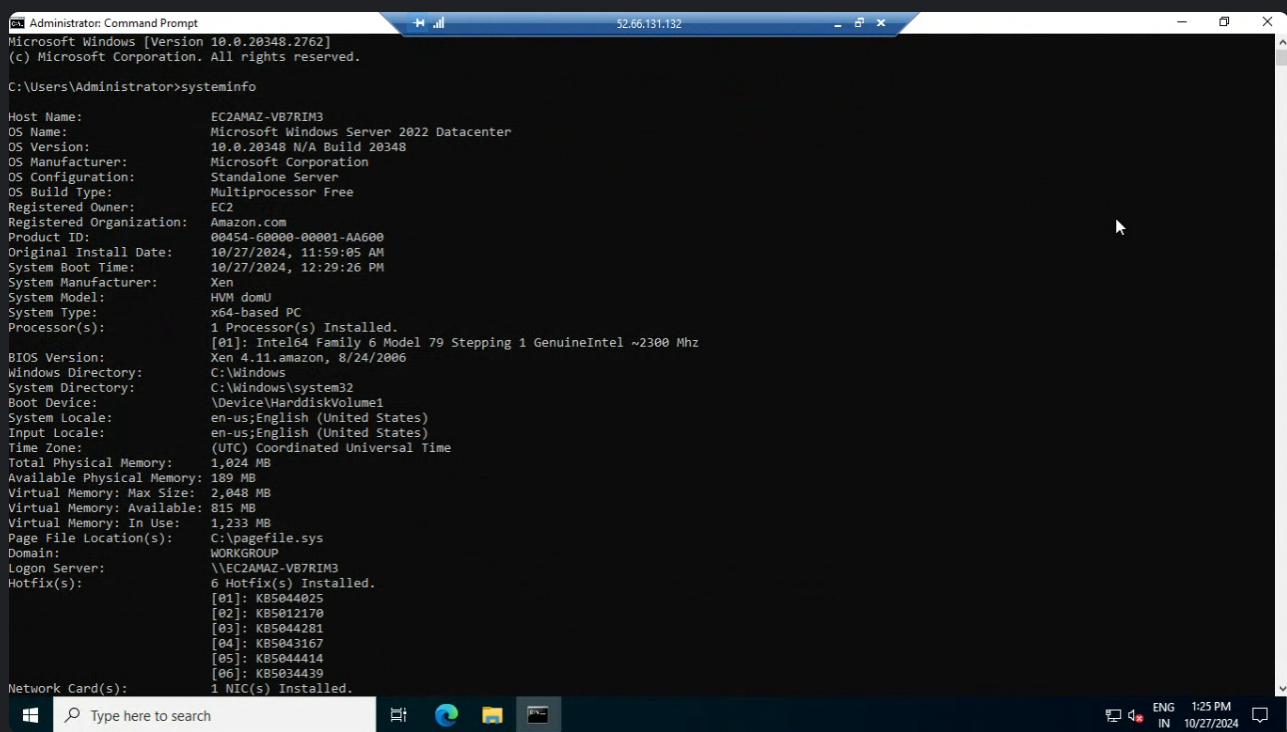 Administrator: Command Prompt
52.66.131.132
Microsoft Windows [Version 10.0.20348.2762]
(c) Microsoft Corporation. All rights reserved.
C:\Users\Administrator>systeminfo
Host Name: EC2AMAZ-VB7RIM3
OS Name: Microsoft Windows Server 2022 Datacenter
OS Version: 10.0.20348 N/A Build 20348
OS Manufacturer: Microsoft Corporation
OS Configuration: Standalone Server
OS Build Type: Multiprocessor Free
Registered Owner: EC2
Registered Organization: Amazon.com
Product ID: 00454-60000-00001-AA600
Original Install Date: 10/27/2024, 11:59:05 AM
System Boot Time: 10/27/2024, 12:29:26 PM
System Manufacturer: Xen
System Model: HVM domU
System Type: x64-based PC
Processor(s): 1 Processor(s) Installed.
[01]: Intel64 Family 6 Model 79 Stepping 1 GenuineIntel ~2300 Mhz
BIOS Version: Xen 4.11.amazon, 8/24/2006
Windows Directory: C:\Windows
System Directory: C:\Windows\system32
Boot Device: \Device\HarddiskVolume1
System Locale: en-us;English (United States)
Input Locale: en-us;English (United States)
Time Zone: (UTC) Coordinated Universal Time
Total Physical Memory: 1,024 MB
Available Physical Memory: 189 MB
Virtual Memory: Max Size: 2,048 MB
Virtual Memory: Available: 815 MB
Virtual Memory: In Use: 1,233 MB
Page File Location(s): C:\pagefile.sys
Domain: WORKGROUP
Logon Server: \\EC2AMAZ-VB7RIM3
Hotfix(s): 6 Hotfix(s) Installed.
[01]: KB5044025
[02]: KB5012170
[03]: KB5044281
[04]: KB5043167
[05]: KB5044414
[06]: KB5034439
Network Card(s): 1 NIC(s) Installed.
Type here to search
ENG 1:25 PM
IN 10/27/2024